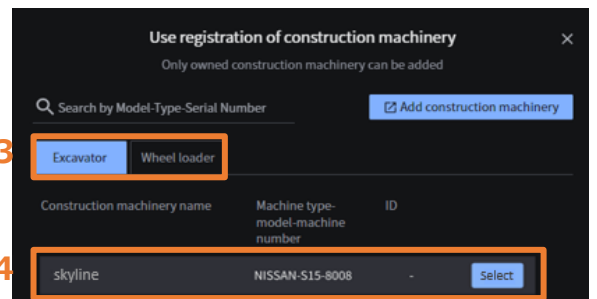 Use registration of construction machinery
Only owned construction machinery can be added
Search by Model-Type-Serial Number
Add construction machinery
3
Excavator Wheel loader
Construction machinery name Machine type- ID
model-machine
number
4
skyline NISSAN-S15-8008 - Select